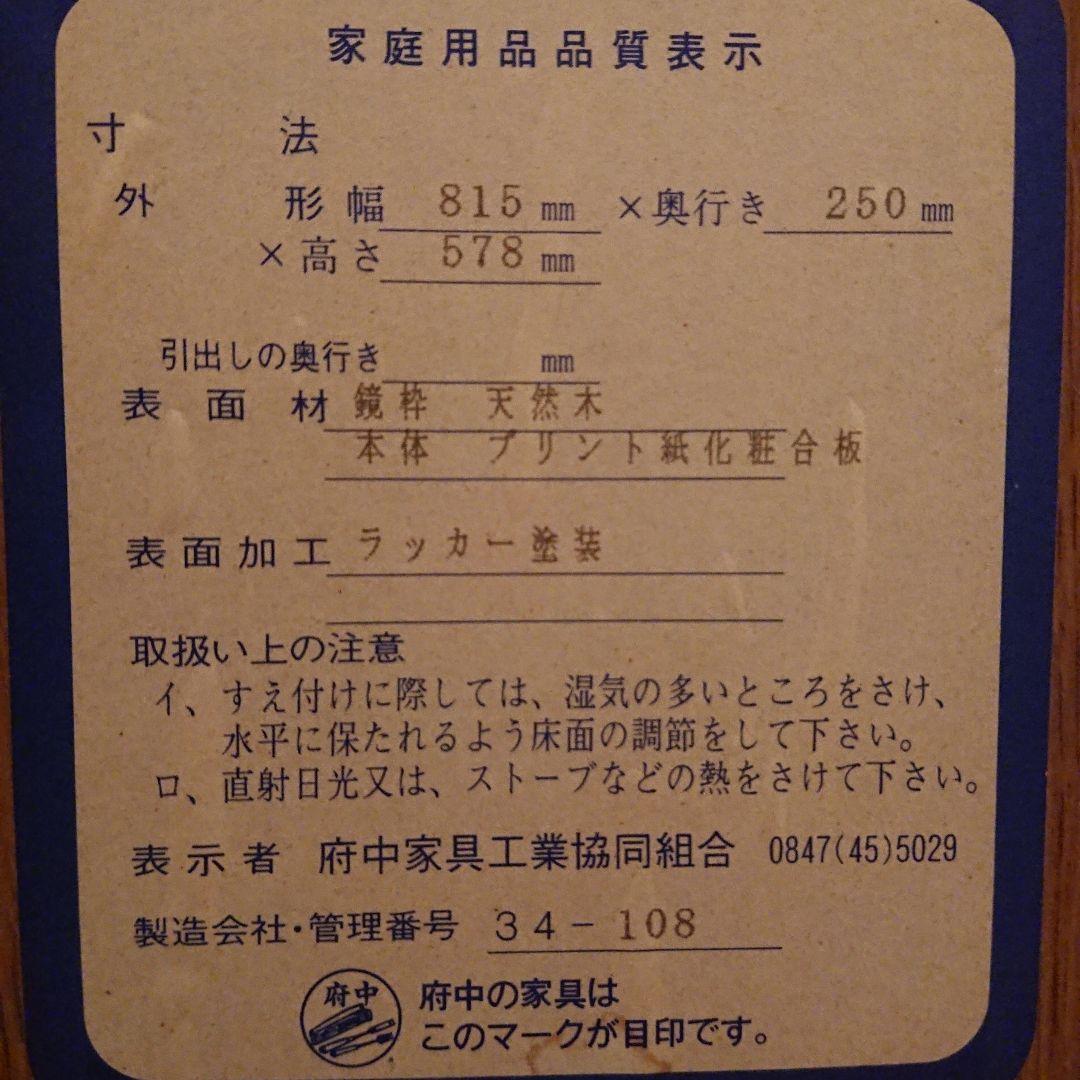 家庭用品品質表示
寸法
外形幅 815 mm ×奥行き 250 mm
×高さ 578 mm
引出しの奥行き mm
表面材 鏡枠 天然木
本体 プリント紙化粧合板
表面加工 ラッカー塗装
取扱い上の注意
イ、すえ付けに際しては、湿気の多いところをさけ、
水平に保たれるよう床面の調節をして下さい。
ロ、直射日光又は、ストーブなどの熱をさけて下さい。
表示者 府中家具工業協同組合 0847(45)5029
製造会社・管理番号 34-108
府中
府中の家具は
このマークが目印です。